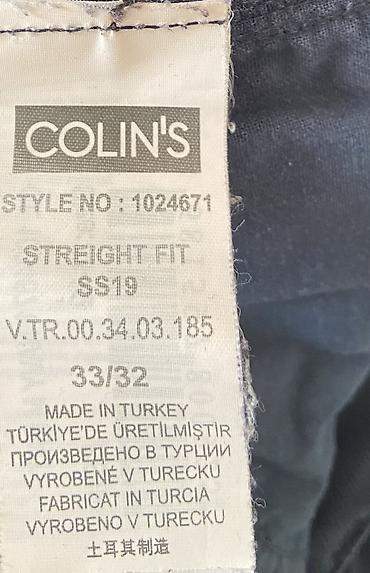 COLIN'S
STYLE NO : 1024671
STREIGHT FIT
SS19
V.TR.00.34.03.185
33/32
MADE IN TURKEY
TÜRKİYE'DE ÜRETİLMİŞTİR
ПРОИЗВЕДЕНО В ТУРЦИИ
VYROBENÉ V TURECKU
FABRICAT IN TURCIA
VYROBENO V TURECKU
土耳其制造